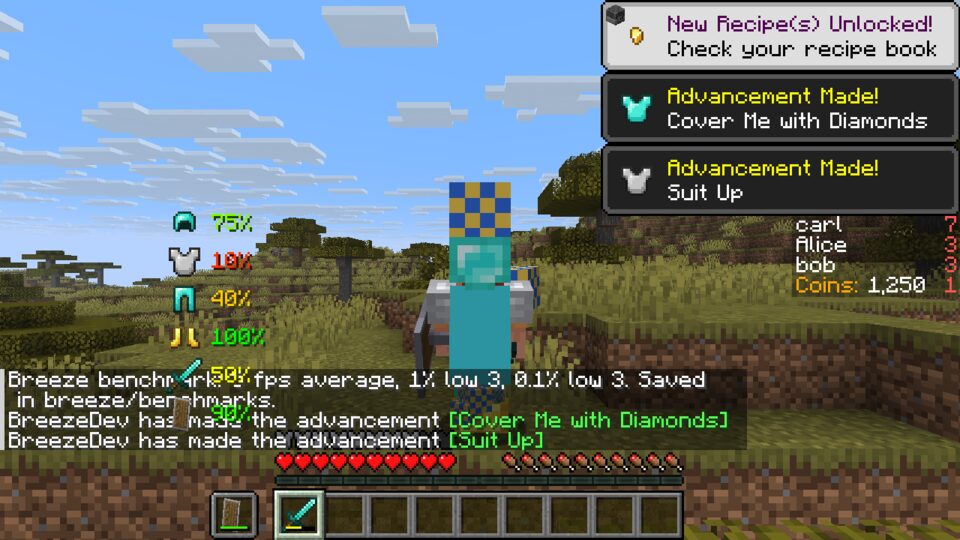 New Recipe(s) Unlocked!
Check your recipe book
Advancement Made!
Cover Me with Diamonds
Advancement Made!
Suit Up
carl 7
Alice 3
bob 3
Coins: 1,250 1
75%
10%
40%
100%
50%
90%
Breeze fps average, 1% low 3, 0.1% low 3. Saved
in breeze/benchmarks.
BreezeDev has made the advancement [Cover Me with Diamonds]
BreezeDev has made the advancement [Suit Up]